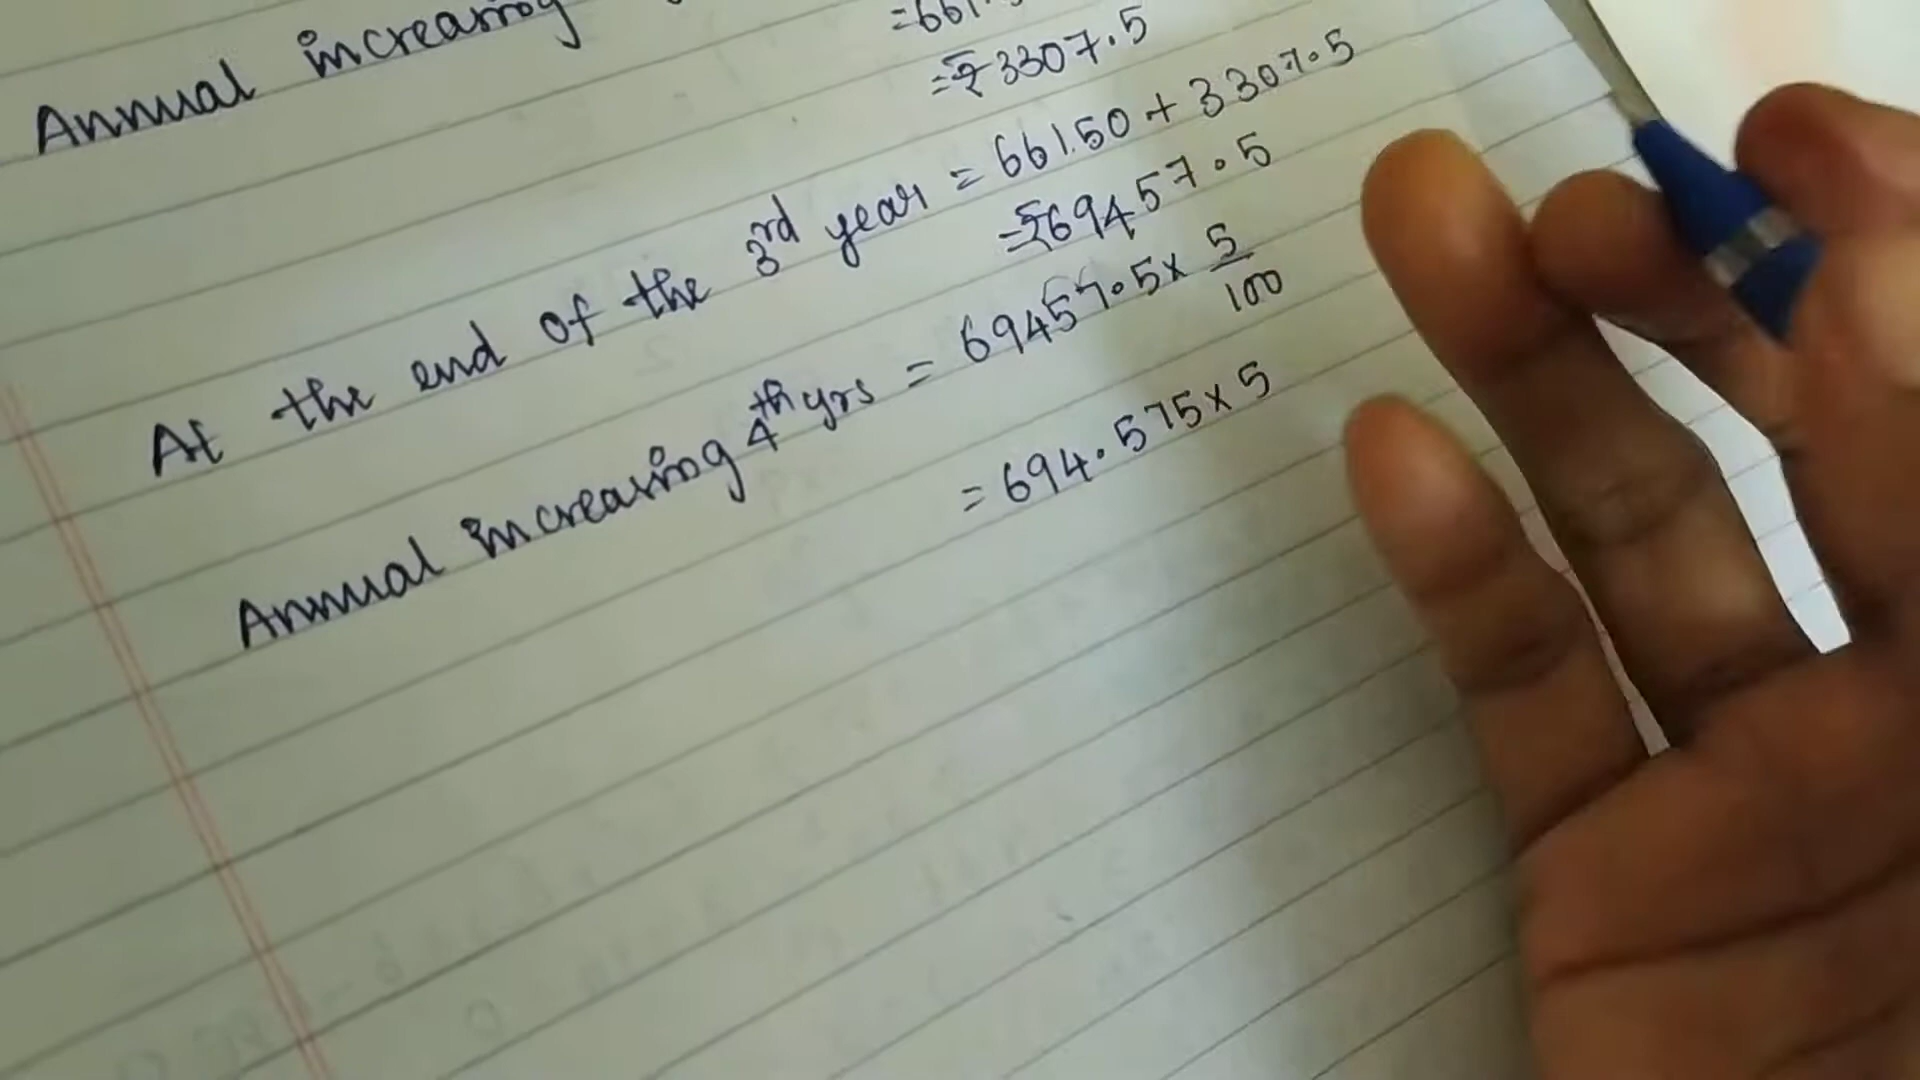 Annual increasing
= ₹ 3307.5
At the end of the 3rd year = 66150 + 3307.5
= ₹69457.5
Annual increasing 4th yrs = 69457.5 x 5/100
= 694.575 x 5